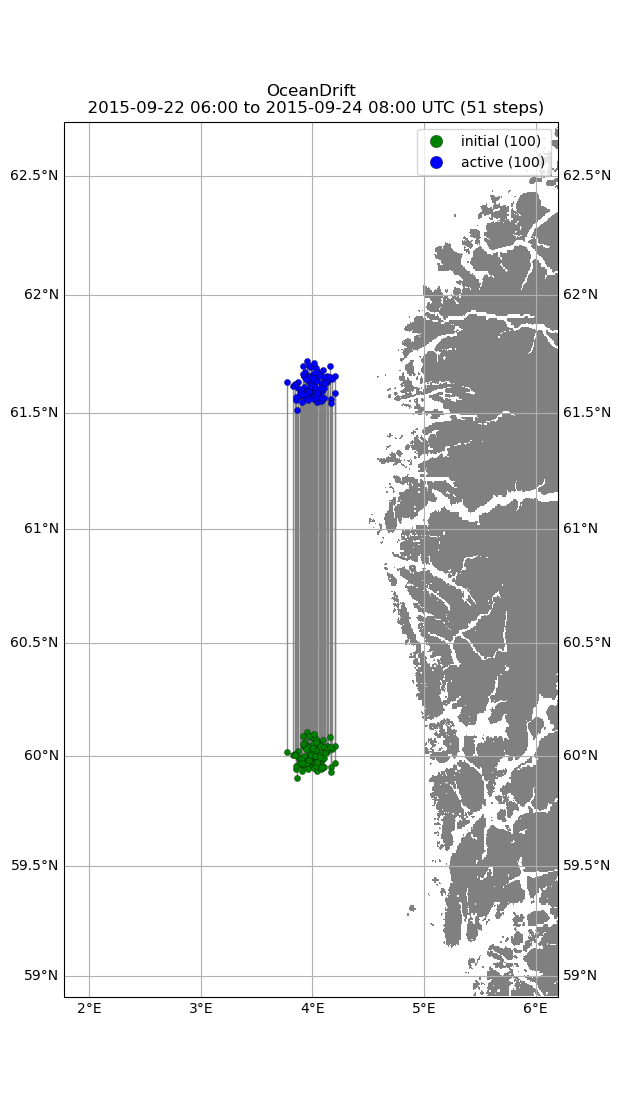 OceanDrift
2015-09-22 06:00 to 2015-09-24 08:00 UTC (51 steps)
initial (100)
active (100)
62.5°N 62.5°N
62°N 62°N
61.5°N 61.5°N
61°N 61°N
60.5°N 60.5°N
60°N 60°N
59.5°N 59.5°N
59°N 59°N
2°E 3°E 4°E 5°E 6°E